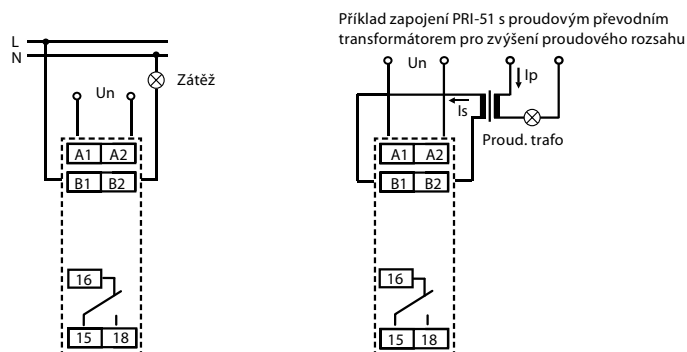 L
N
Zátěž
Un
A1 A2
B1 B2
16
15 18
Příklad zapojení PRI-51 s proudovým převodním
transformátorem pro zvýšení proudového rozsahu
Un
Ip
Is
Proud. trafo
A1 A2
B1 B2
16
15 18